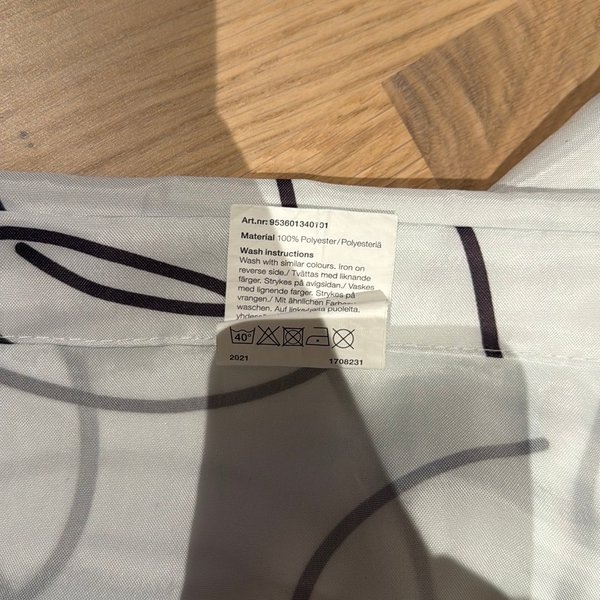 Art.nr: 953601340101
Material 100% Polyester/Polyesteriä
Wash instructions
Wash with similar colours. iron on
reverse side./ Tvättas med liknande
färger. Strykes på avigsidan./ Vaskes
med lignende farger. Strykes på
vrangen./ Mit ähnlichen Farben
waschen. Auf links/
40°
2021
1708231